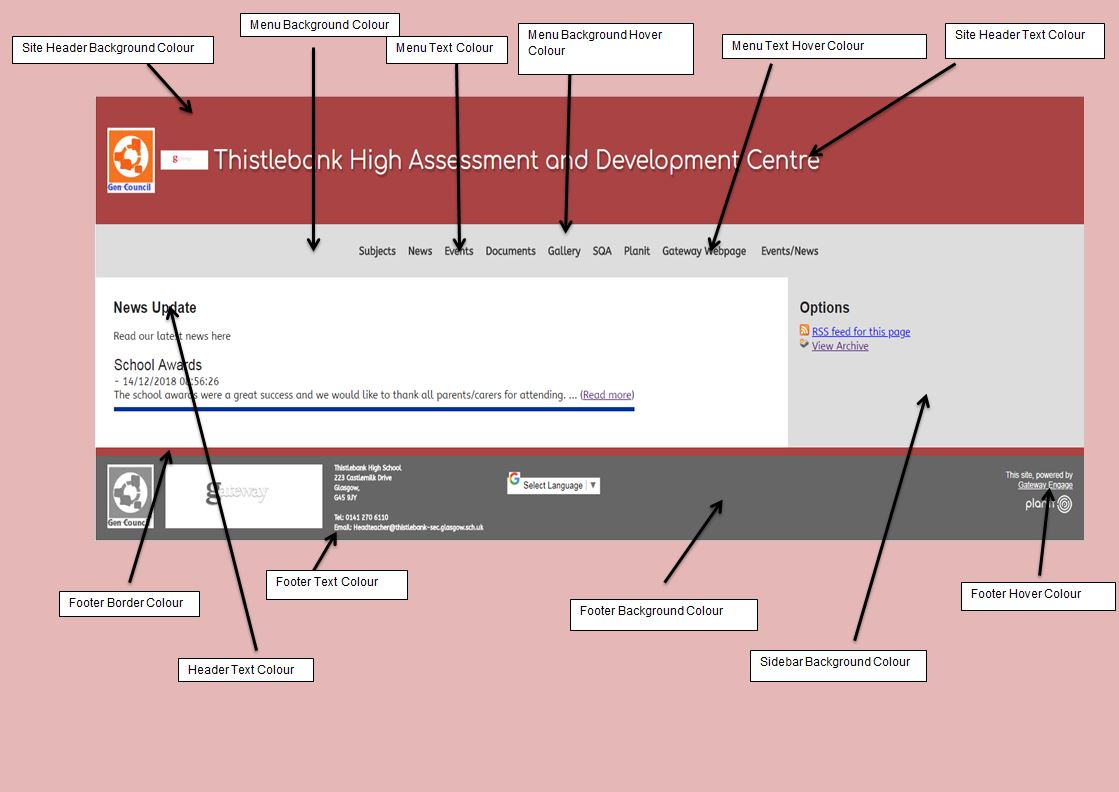 Menu Background Colour
Site Header Background Colour
Menu Text Colour
Menu Background Hover
Colour
Menu Text Hover Colour
Site Header Text Colour
Gen Council
Thistlebank High Assessment and Development Centre
Subjects News Events Documents Gallery SQA Planit Gateway Webpage Events/News
News Update
Read our latest news here
School Awards
- 14/12/2018 08:56:26
The school awards were a great success and we would like to thank all parents/carers for attending. ... (Read more)
Options
RSS feed for this page
View Archive
Gen Council
gateway
Thistlebank High School
223 Castlemilk Drive
Glasgow,
G45 9JY
Tel: 0141 270 6110
Email: Headteacher@thistlebank-sec.glasgow.sch.uk
G Select Language ▼
This site, powered by
Gateway Engage
planit
Footer Border Colour
Footer Text Colour
Footer Background Colour
Footer Hover Colour
Header Text Colour
Sidebar Background Colour